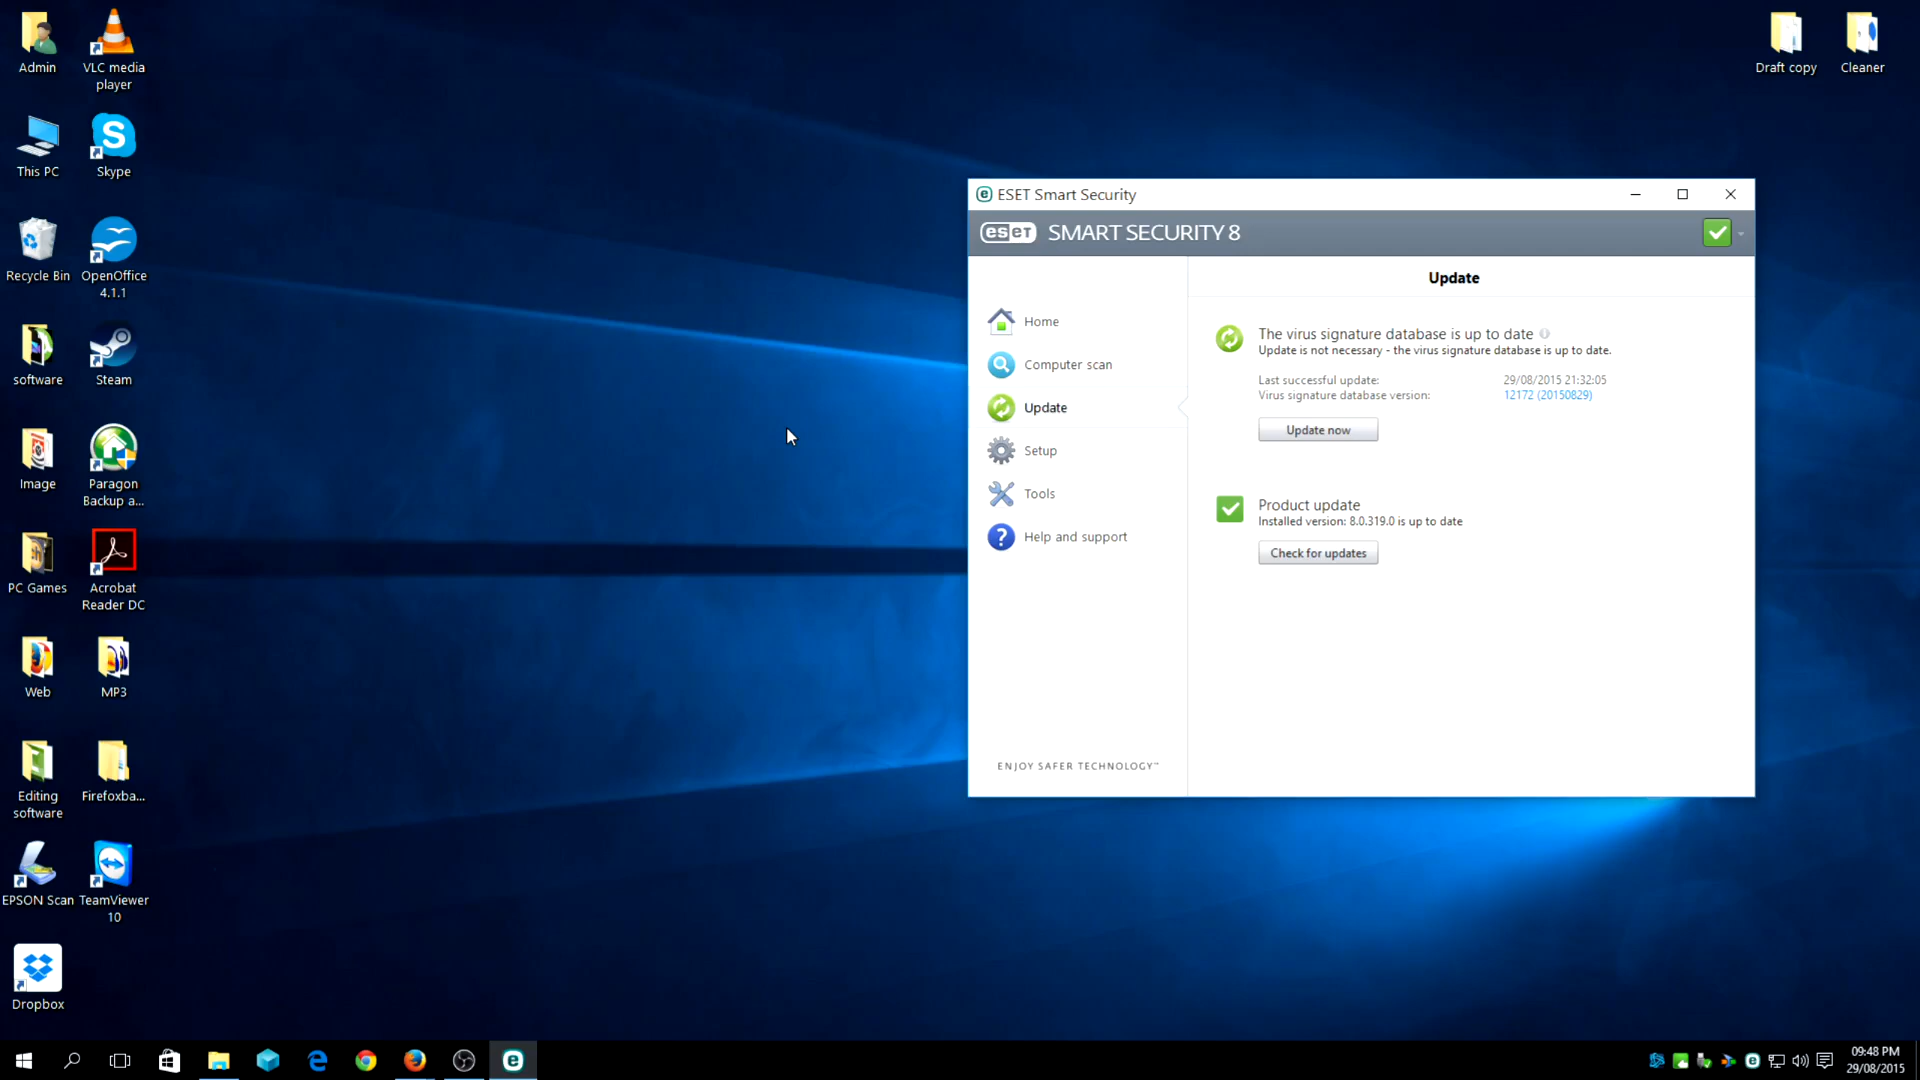 Admin
VLC media
player
This PC
Skype
Recycle Bin
OpenOffice
4.1.1
software
Steam
Image
Paragon
Backup a...
PC Games
Acrobat
Reader DC
Web
MP3
Editing
software
Firefoxba...
EPSON Scan
TeamViewer
10
Dropbox
Draft copy
Cleaner
ESET Smart Security
eset SMART SECURITY 8
Home
Computer scan
Update
Setup
Tools
Help and support
ENJOY SAFER TECHNOLOGY™
Update
The virus signature database is up to date
Update is not necessary - the virus signature database is up to date.
Last successful update: 29/08/2015 21:32:05
Virus signature database version: 12172 (20150829)
Update now
Product update
Installed version: 8.0.319.0 is up to date
Check for updates
09:48 PM
29/08/2015